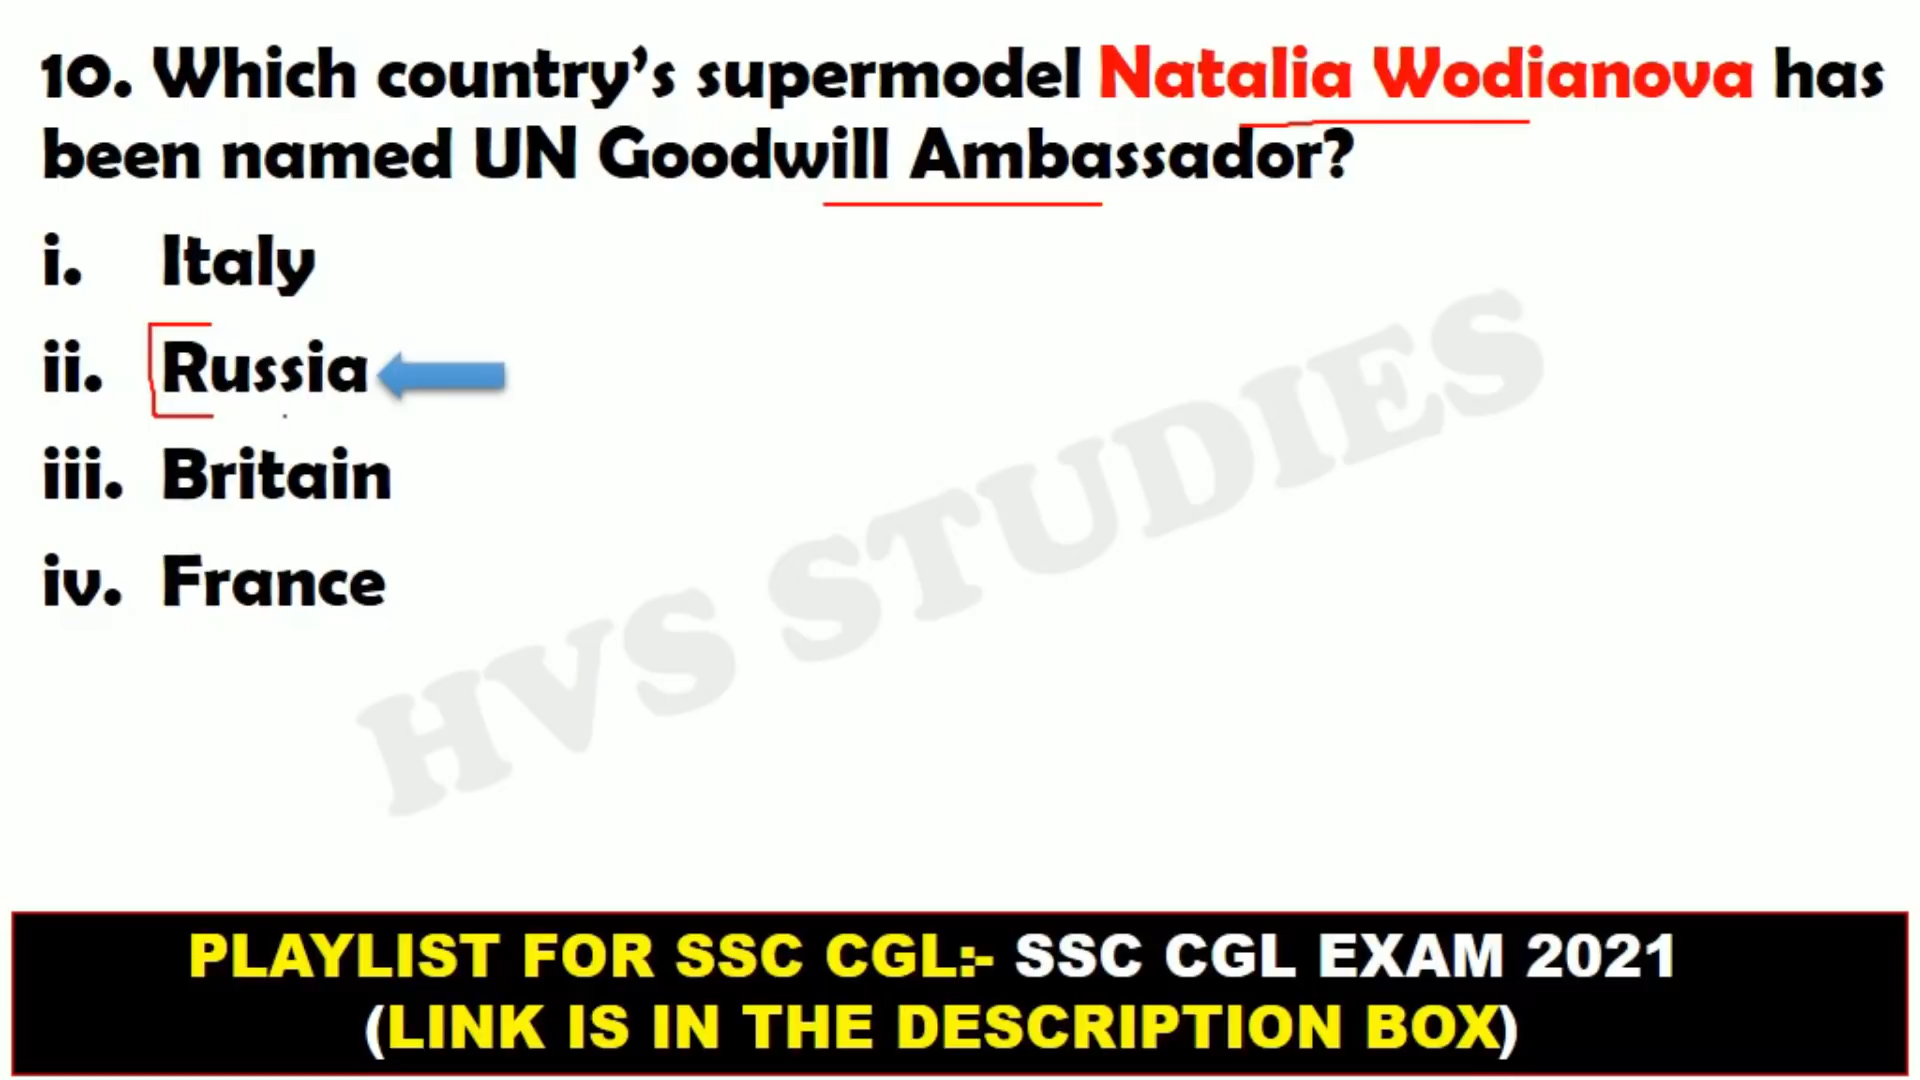 10. Which country's supermodel Natalia Wodianova has
been named UN Goodwill Ambassador?
i. Italy
ii. Russia
iii. Britain
iv. France
HVS STUDIES
PLAYLIST FOR SSC CGL:- SSC CGL EXAM 2021
(LINK IS IN THE DESCRIPTION BOX)